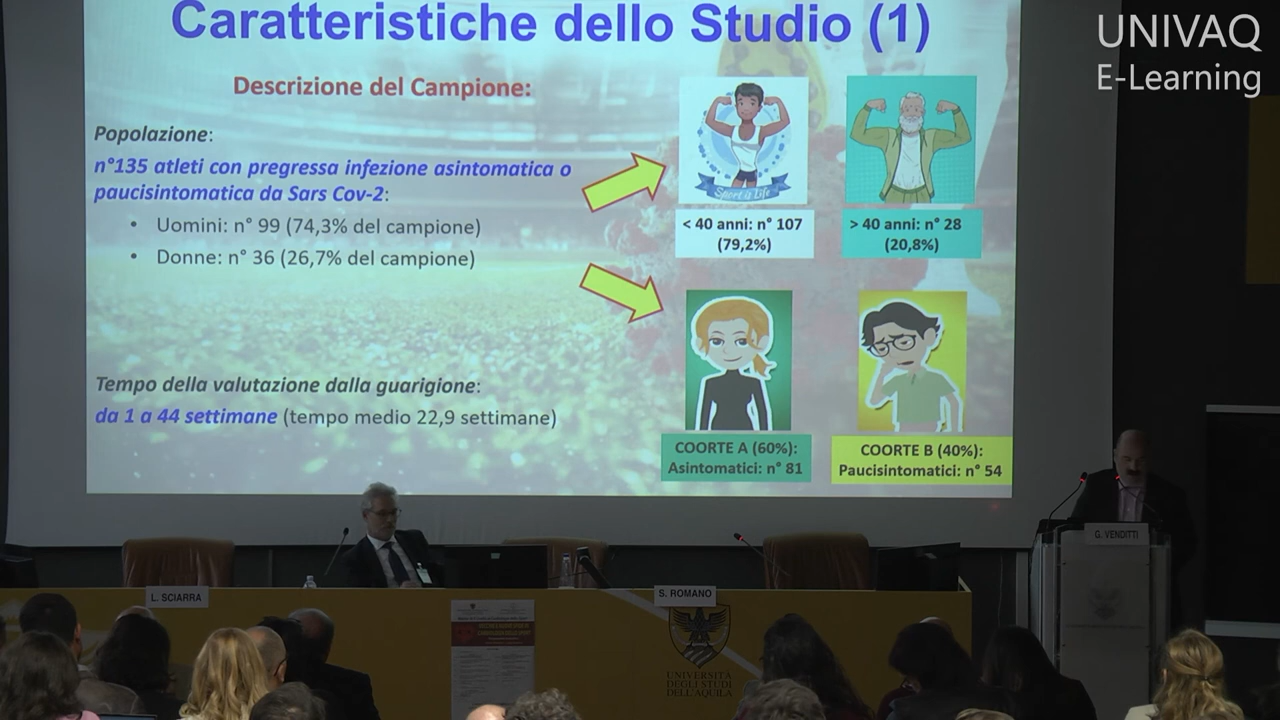 Caratteristiche dello Studio (1)
UNIVAQ
E-Learning
Descrizione del Campione:
Popolazione:
n°135 atleti con pregressa infezione asintomatica o
paucisintomatica da Sars Cov-2:
• Uomini: n° 99 (74,3% del campione)
• Donne: n° 36 (26,7% del campione)
Sport is Life
< 40 anni: n° 107
(79,2%)
> 40 anni: n° 28
(20,8%)
Tempo della valutazione dalla guarigione:
da 1 a 44 settimane (tempo medio 22,9 settimane)
COORTE A (60%):
Asintomatici: n° 81
COORTE B (40%):
Paucisintomatici: n° 54
G. VENDITTI
L. SCIARRA
S. ROMANO
UNIVERSITÀ
DEGLI STUDI
DELL'AQUILA